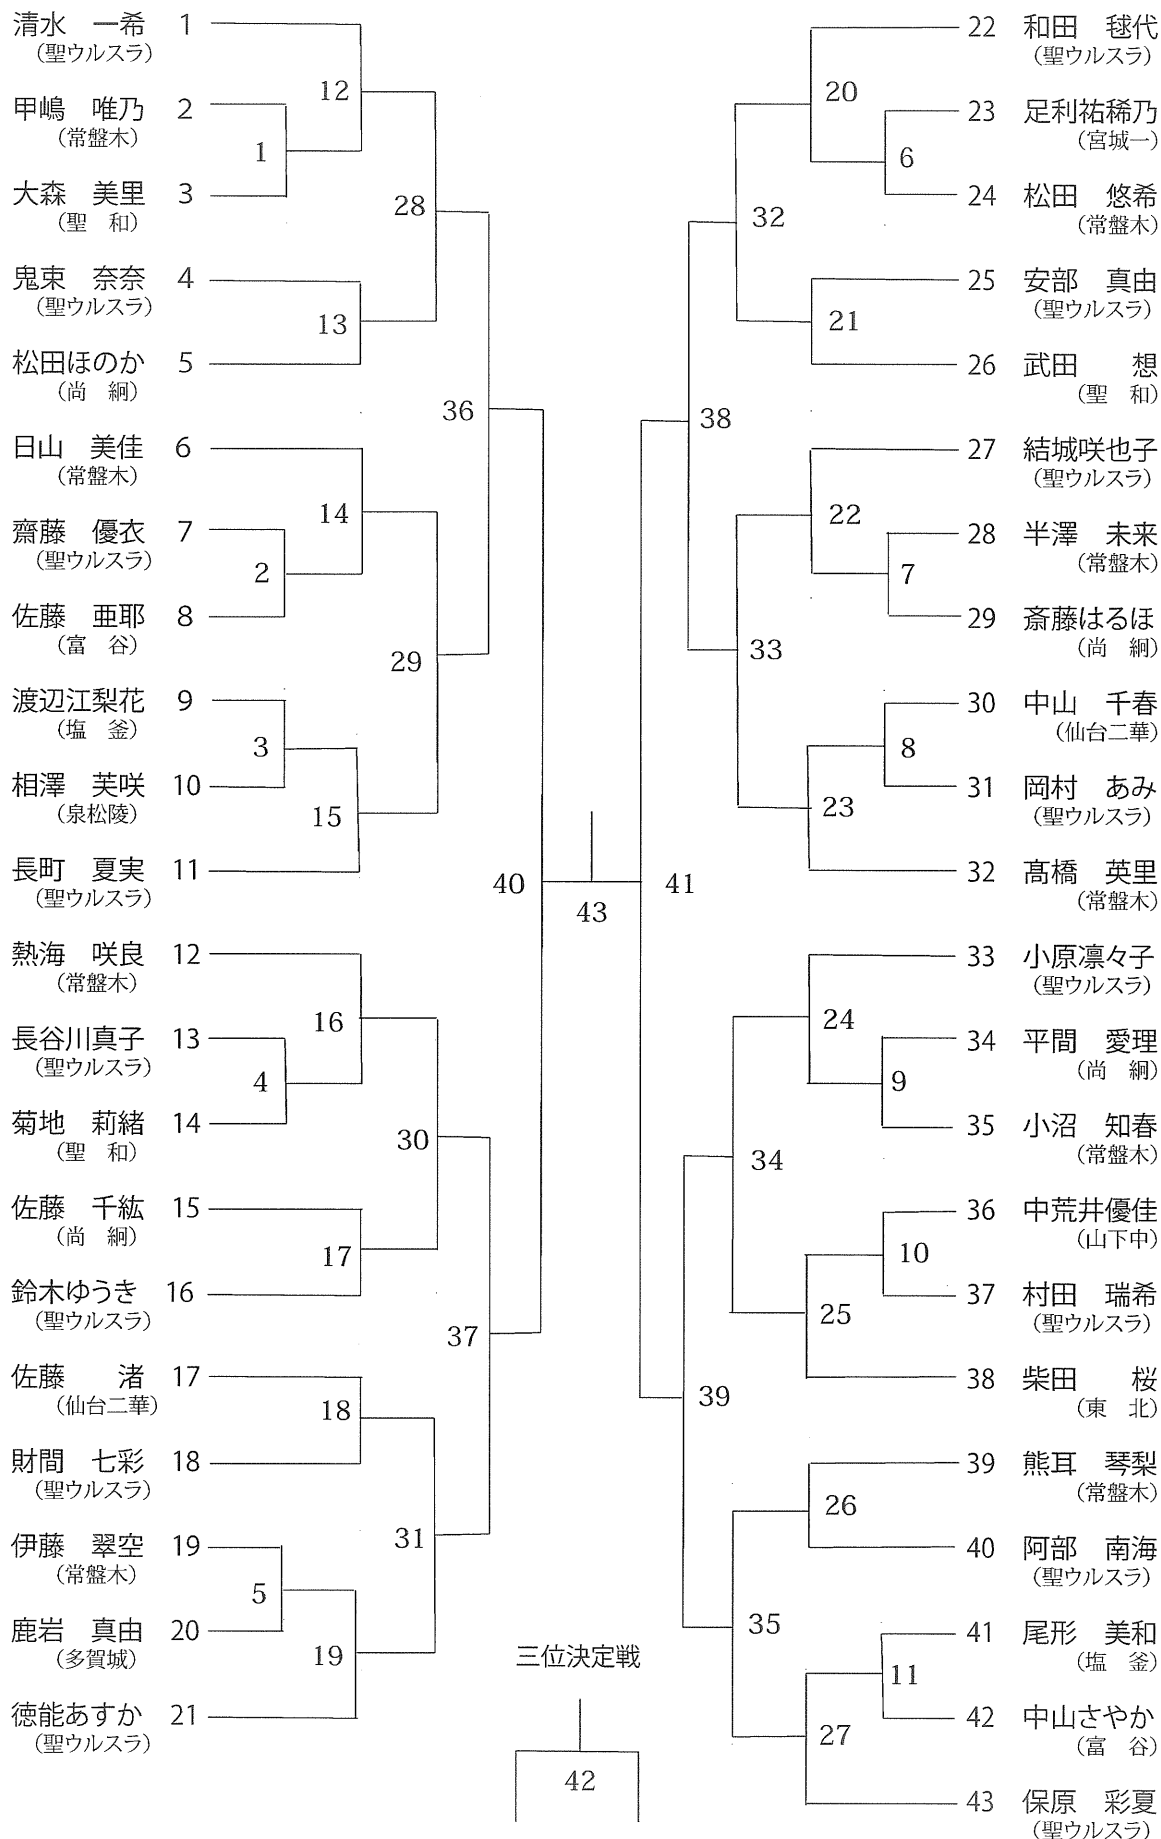 清水　一希 1
（聖ウルスラ）
甲嶋　唯乃 2
（常盤木）
大森　美里 3
（聖　和）
鬼束　奈奈 4
（聖ウルスラ）
松田ほのか 5
（尚　絅）
日山　美佳 6
（常盤木）
齋藤　優衣 7
（聖ウルスラ）
佐藤　亜耶 8
（富　谷）
渡辺江梨花 9
（塩　釜）
相澤　芙咲 10
（泉松陵）
長町　夏実 11
（聖ウルスラ）
熱海　咲良 12
（常盤木）
長谷川真子 13
（聖ウルスラ）
菊地　莉緒 14
（聖　和）
佐藤　千紘 15
（尚　絅）
鈴木ゆうき 16
（聖ウルスラ）
佐藤　　渚 17
（仙台二華）
財間　七彩 18
（聖ウルスラ）
伊藤　翠空 19
（常盤木）
鹿岩　真由 20
（多賀城）
徳能あすか 21
（聖ウルスラ）
1
2
3
4
5
12
13
14
15
16
17
18
19
28
29
30
31
36
37
40
43
41
38
39
32
33
34
35
20
21
22
23
24
25
26
27
6
7
8
9
10
11
三位決定戦
42
22 和田　毬代
（聖ウルスラ）
23 足利祐稀乃
（宮城一）
24 松田　悠希
（常盤木）
25 安部　真由
（聖ウルスラ）
26 武田　　想
（聖　和）
27 結城咲也子
（聖ウルスラ）
28 半澤　未来
（常盤木）
29 斎藤はるほ
（尚　絅）
30 中山　千春
（仙台二華）
31 岡村　あみ
（聖ウルスラ）
32 髙橋　英里
（常盤木）
33 小原凛々子
（聖ウルスラ）
34 平間　愛理
（尚　絅）
35 小沼　知春
（常盤木）
36 中荒井優佳
（山下中）
37 村田　瑞希
（聖ウルスラ）
38 柴田　　桜
（東　北）
39 熊耳　琴梨
（常盤木）
40 阿部　南海
（聖ウルスラ）
41 尾形　美和
（塩　釜）
42 中山さやか
（富　谷）
43 保原　彩夏
（聖ウルスラ）